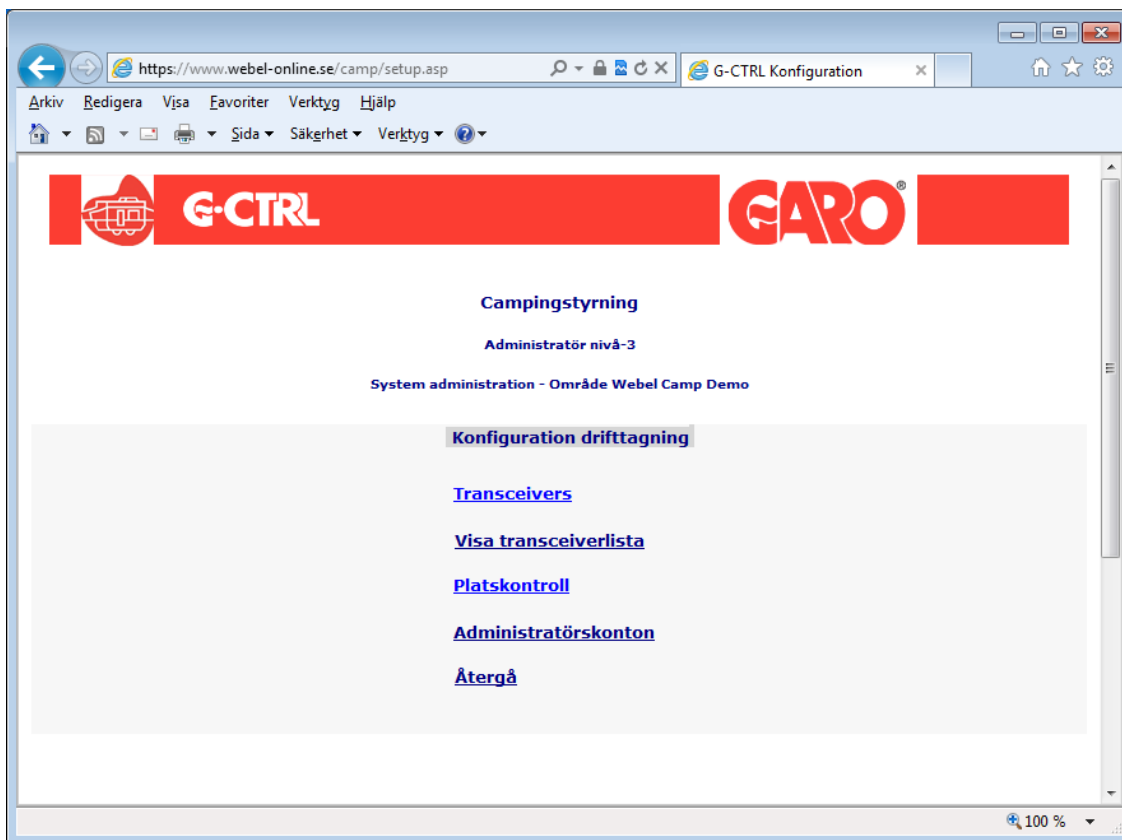 https://www.webel-online.se/camp/setup.asp
G-CTRL Konfiguration
Arkiv Redigera Visa Favoriter Verktyg Hjälp
Sida Säkerhet Verktyg
G-CTRL
GARO®
Campingstyrning
Administratör nivå-3
System administration - Område Webel Camp Demo
Konfiguration drifttagning
Transceivers
Visa transceiverlista
Platskontroll
Administratörskonton
Återgå
100 %